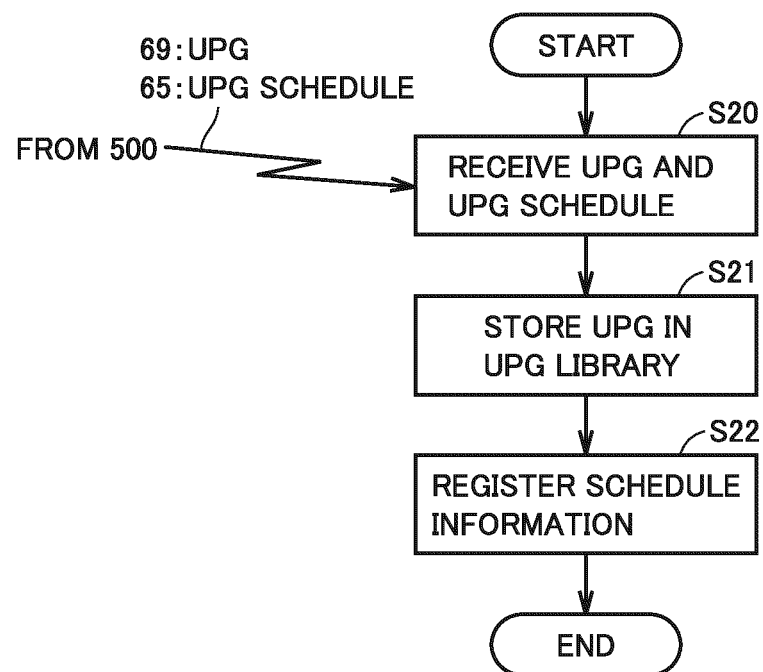 69:UPG
65:UPG SCHEDULE
FROM 500
START
S20
RECEIVE UPG AND
UPG SCHEDULE
S21
STORE UPG IN
UPG LIBRARY
S22
REGISTER SCHEDULE
INFORMATION
END